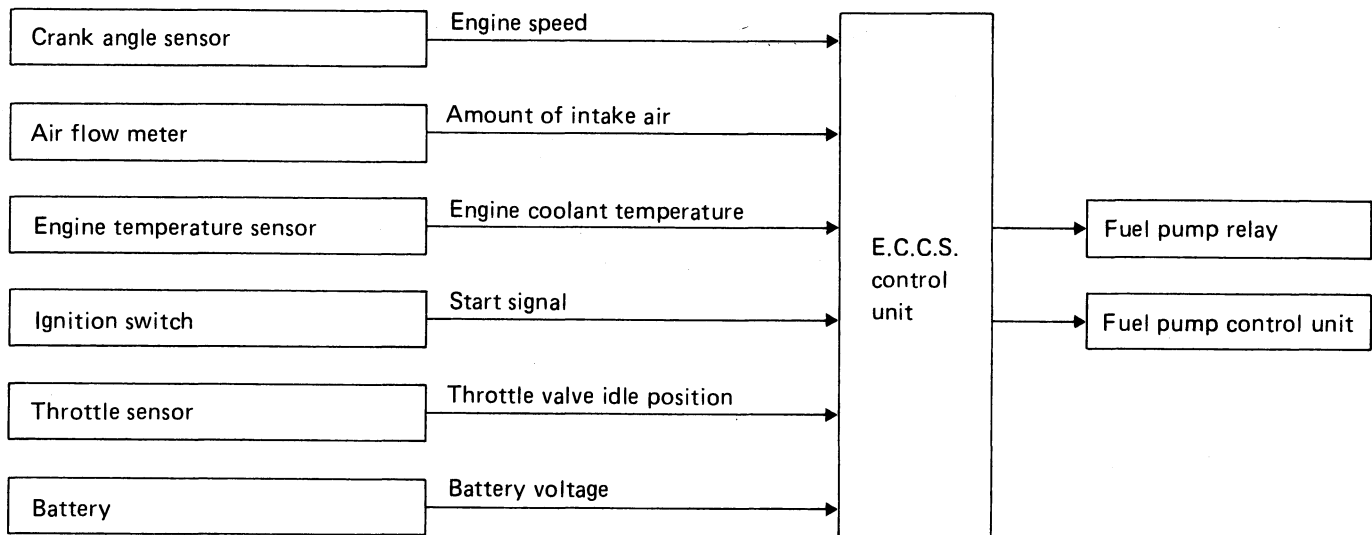 Crank angle sensor
Engine speed
Air flow meter
Amount of intake air
Engine temperature sensor
Engine coolant temperature
Ignition switch
Start signal
Throttle sensor
Throttle valve idle position
Battery
Battery voltage
E.C.C.S.
control
unit
Fuel pump relay
Fuel pump control unit